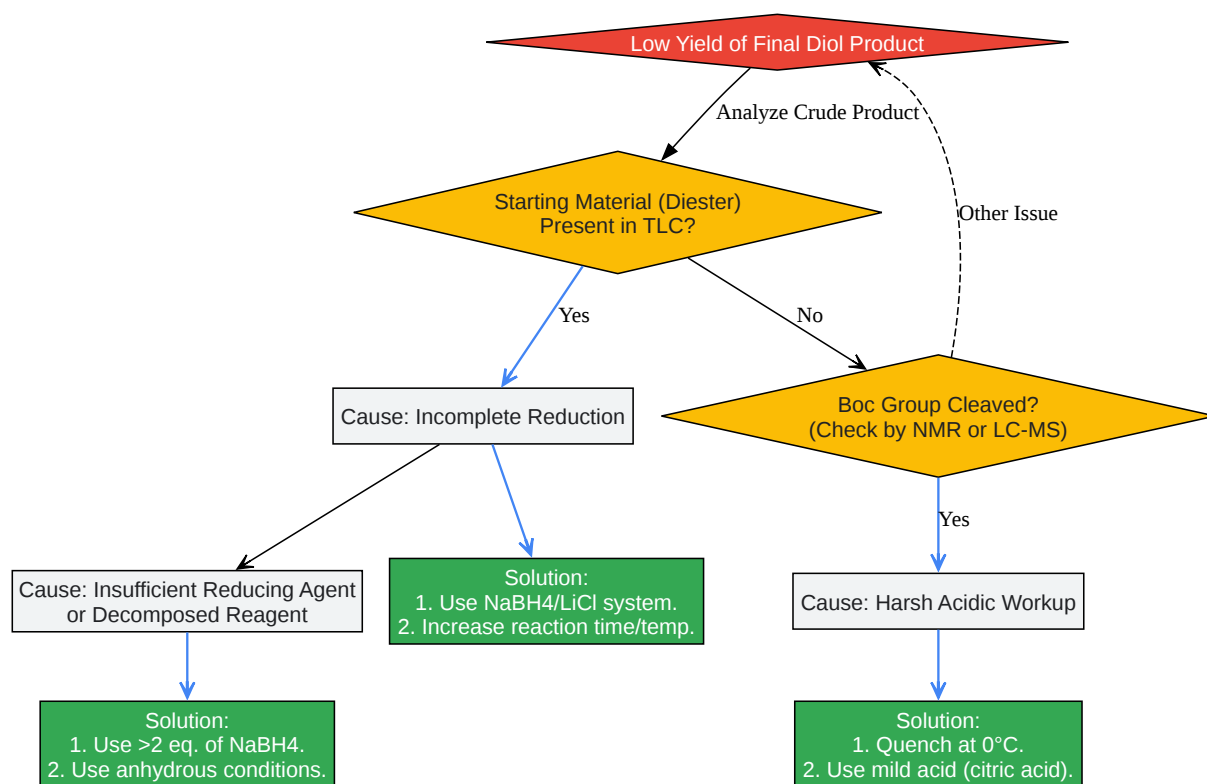 Low Yield of Final Diol Product
Analyze Crude Product
Starting Material (Diester)
Present in TLC?
Other Issue
Yes
No
Cause: Incomplete Reduction
Boc Group Cleaved?
(Check by NMR or LC-MS)
Yes
Cause: Insufficient Reducing Agent
or Decomposed Reagent
Solution:
1. Use NaBH4/LiCl system.
2. Increase reaction time/temp.
Cause: Harsh Acidic Workup
Solution:
1. Use >2 eq. of NaBH4.
2. Use anhydrous conditions.
Solution:
1. Quench at 0°C.
2. Use mild acid (citric acid).